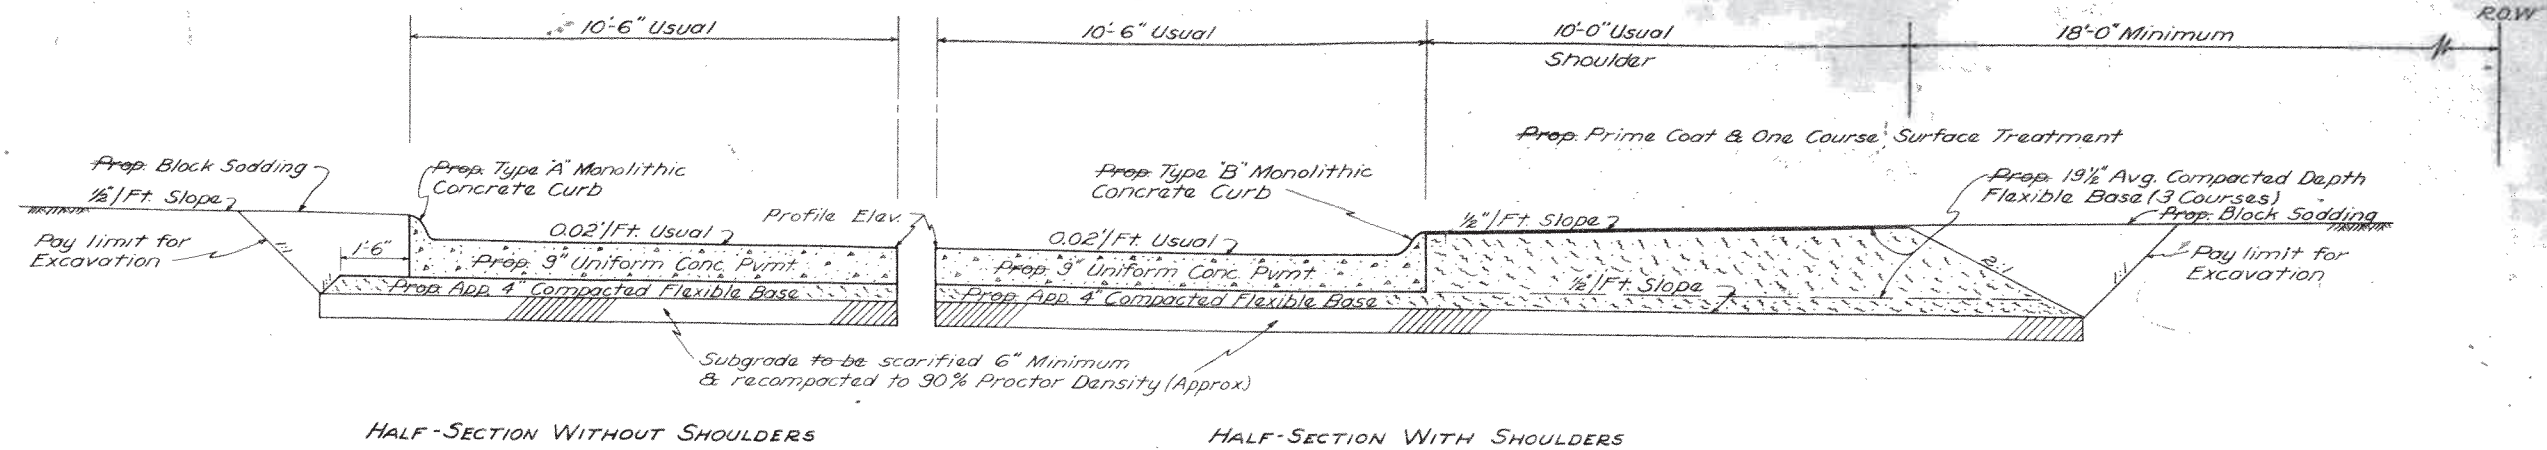 10'-6" Usual
10'-6" Usual
10'-0" Usual
Shoulder
18'-0" Minimum
R.O.W
Prop. Prime Coat & One Course Surface Treatment
Prop. Block Sodding
1/2"/Ft. Slope
Pay limit for
Excavation
1'-6"
Prop. Type "A" Monolithic
Concrete Curb
0.02'/Ft. Usual
Profile Elev.
Prop. 9" Uniform Conc. Pvmt.
Prop. App. 4" Compacted Flexible Base
Prop. Type "B" Monolithic
Concrete Curb
0.02'/Ft. Usual
Prop. 9" Uniform Conc. Pvmt.
Prop. App. 4" Compacted Flexible Base
1/2"/Ft. Slope
1/2"/Ft. Slope
Prop. 19 1/2" Avg. Compacted Depth
Flexible Base (3 Courses)
Prop. Block Sodding
2:1
Pay limit for
Excavation
Subgrade to be scarified 6" Minimum
& recompacted to 90% Proctor Density (Approx)
HALF-SECTION WITHOUT SHOULDERS
HALF-SECTION WITH SHOULDERS